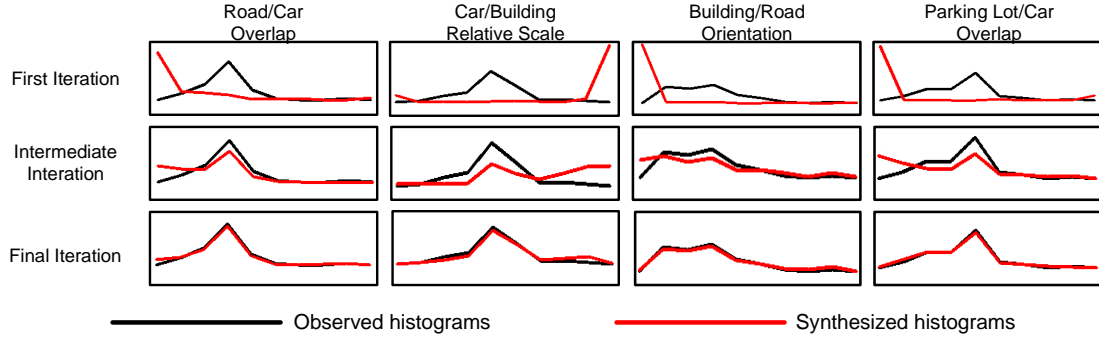 Road/Car
Overlap
Car/Building
Relative Scale
Building/Road
Orientation
Parking Lot/Car
Overlap
First Iteration
Intermediate
Interation
Final Iteration
Observed histograms
Synthesized histograms